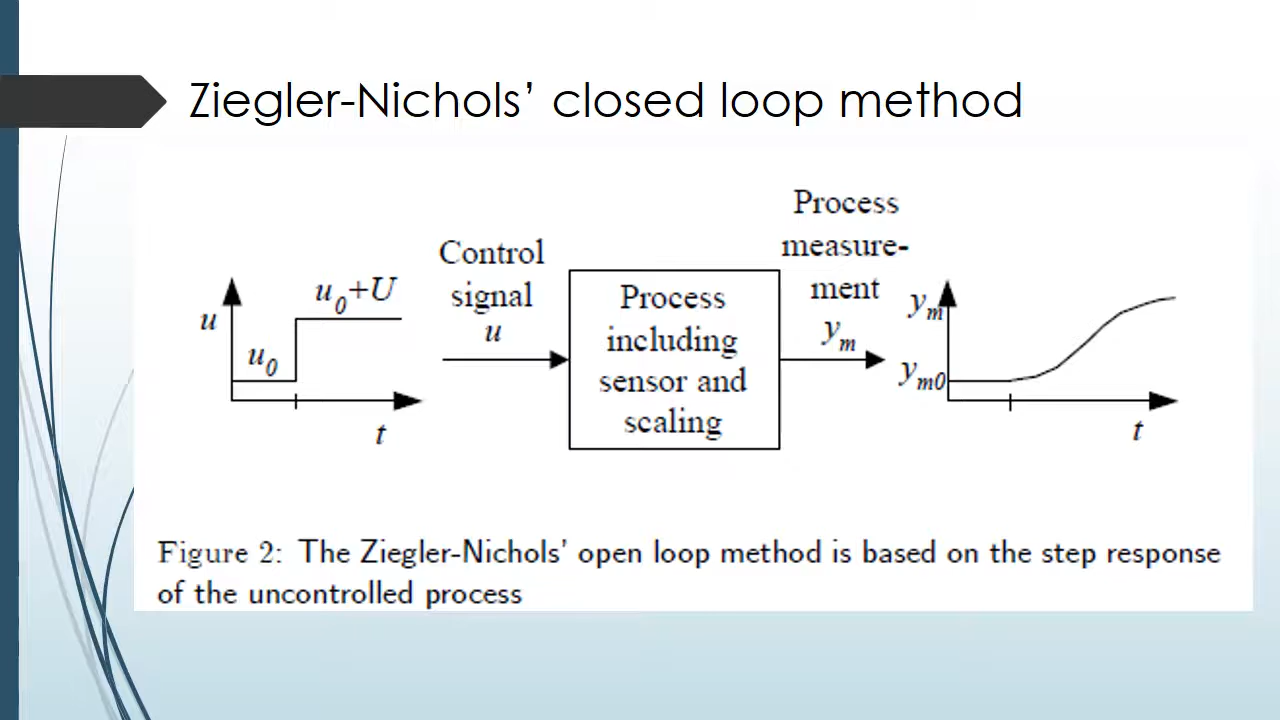 Ziegler-Nichols’ closed loop method
u
u0
u0+U
t
Control
signal
u
Process
including
sensor and
scaling
Process
measure-
ment
ym
ym
ym0
t
Figure 2: The Ziegler-Nichols’ open loop method is based on the step response
of the uncontrolled process